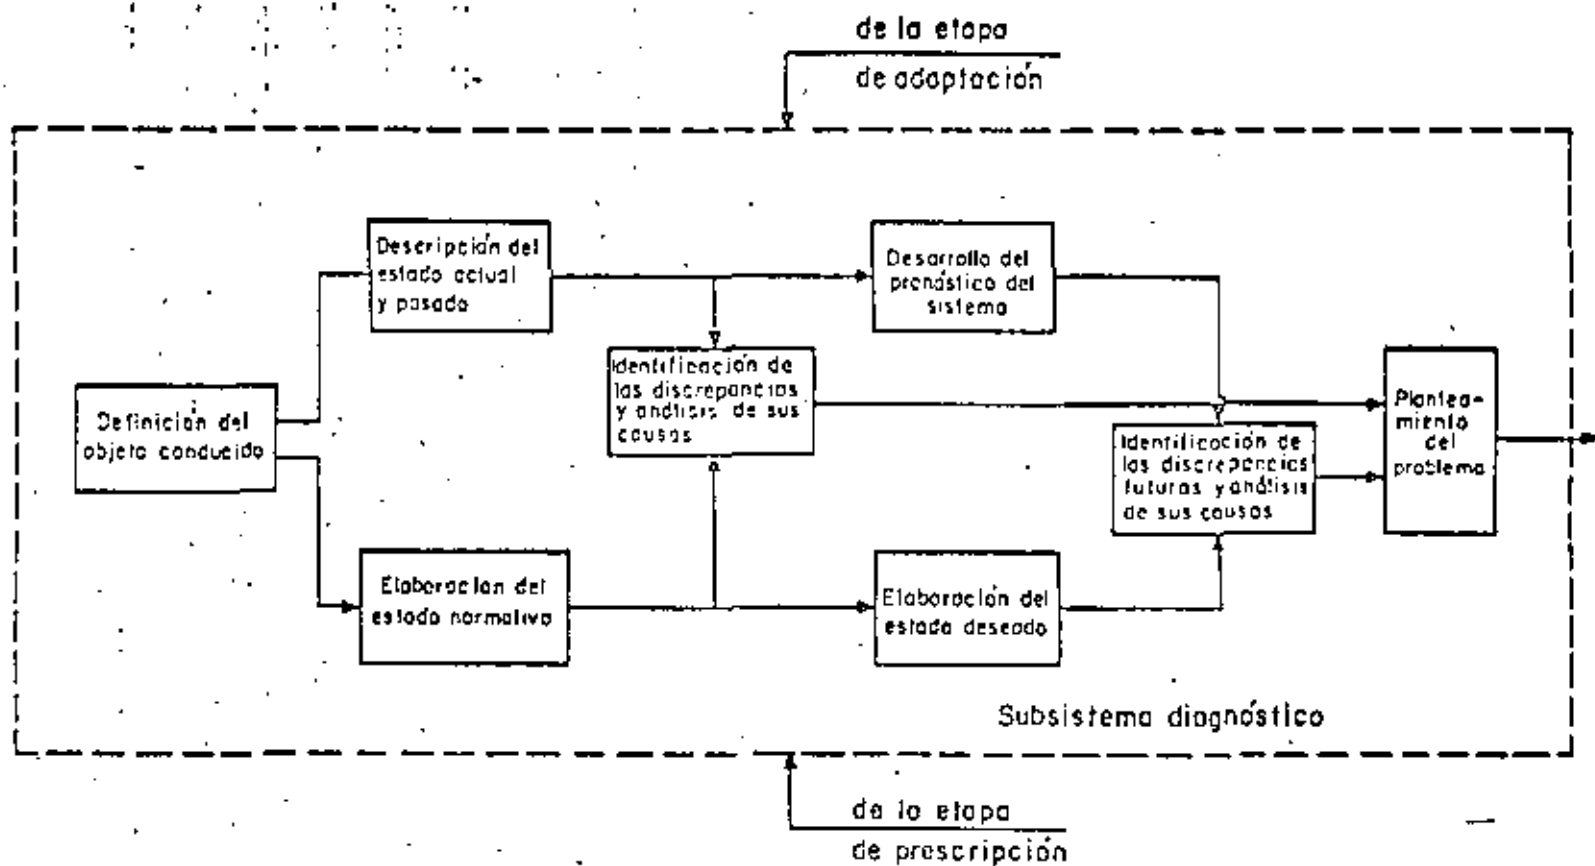 de la etapa
de adaptación
Descripción del
estado actual
y pasado
Desarrollo del
pronóstico del
sistema
Identificación de
las discrepancias
y análisis de sus
causas
Definición del
objeto conducido
Plantea-
miento
del
problema
Identificación de
las discrepancias
futuras y análisis
de sus causas
Elaboración del
estado normativo
Elaboración del
estado deseado
Subsistema diagnóstico
de la etapa
de prescripción